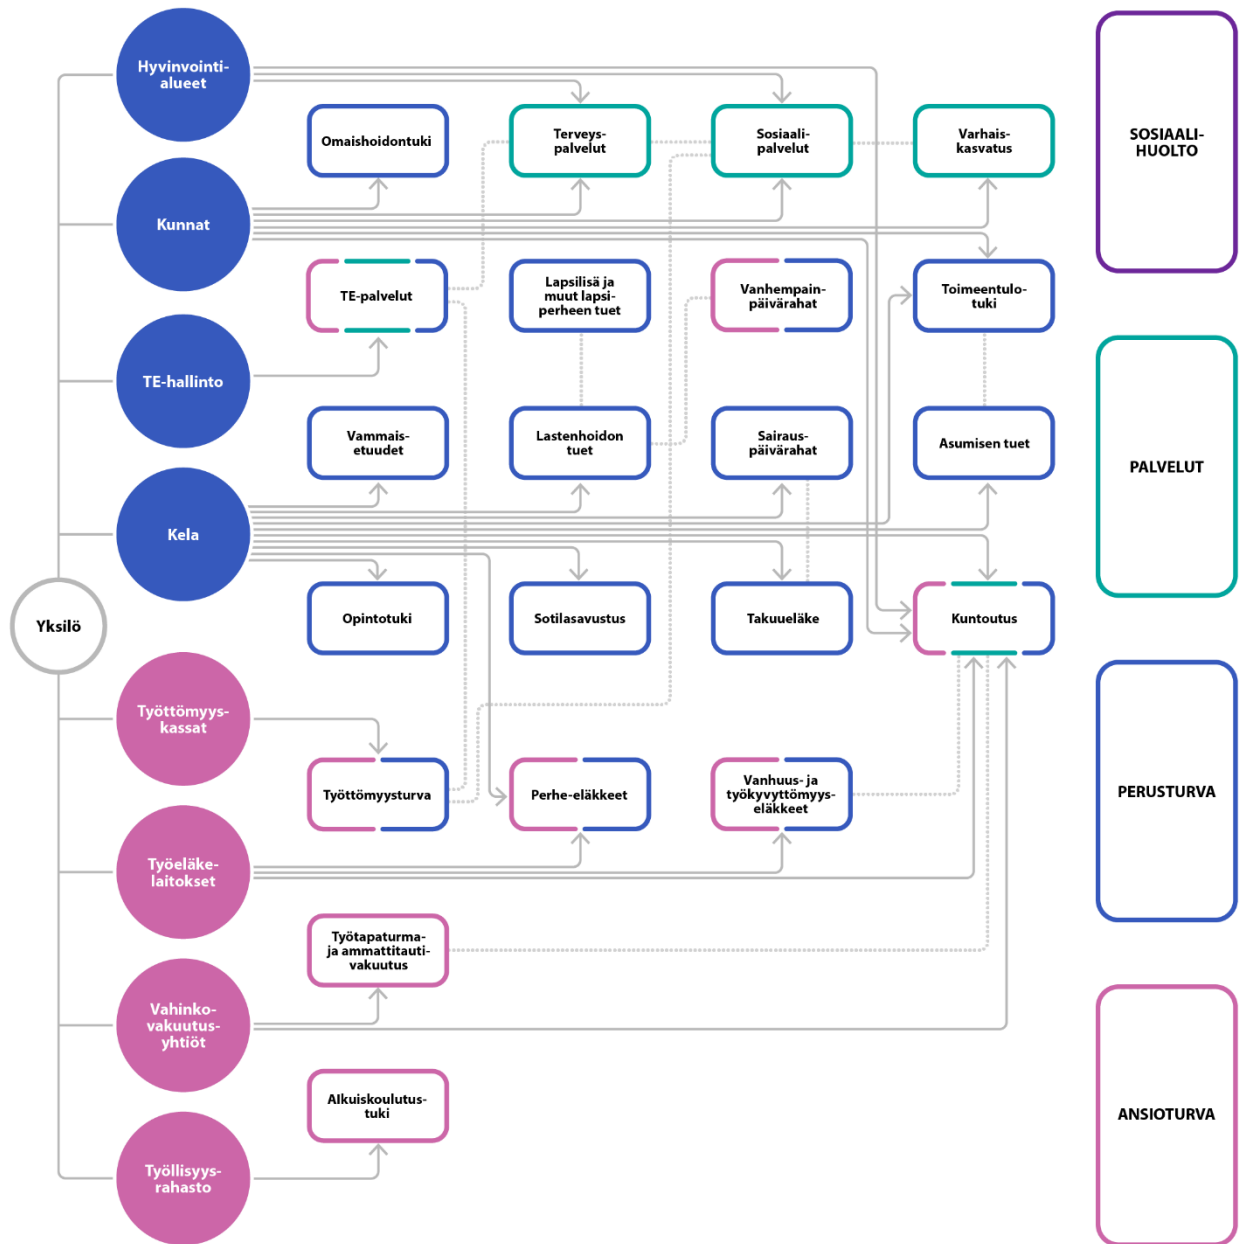 Hyvinvointi-
alueet
Omaishoidontuki
Terveys-
palvelut
Sosiaali-
palvelut
Varhais-
kasvatus
SOSIAALI-
HUOLTO
Kunnat
TE-palvelut
Lapsilisä ja
muut lapsi-
perheen tuet
Vanhempain-
päivärahat
Toimeentulo-
tuki
TE-hallinto
Vammais-
etuudet
Lastenhoidon
tuet
Sairaus-
päivärahat
Asumisen tuet
PALVELUT
Kela
Yksilö
Opintotuki
Sotilasavustus
Takuueläke
Kuntoutus
Työttömyys-
kassat
Työttömyysturva
Perhe-eläkkeet
Vanhuus- ja
työkyvyttömyys-
eläkkeet
PERUSTURVA
Työeläke-
laitokset
Työtapaturma-
ja ammattitauti-
vakuutus
Vahinko-
vakuutus-
yhtiöt
Alkuiskoulutus-
tuki
ANSIOTURVA
Työllisyys-
rahasto